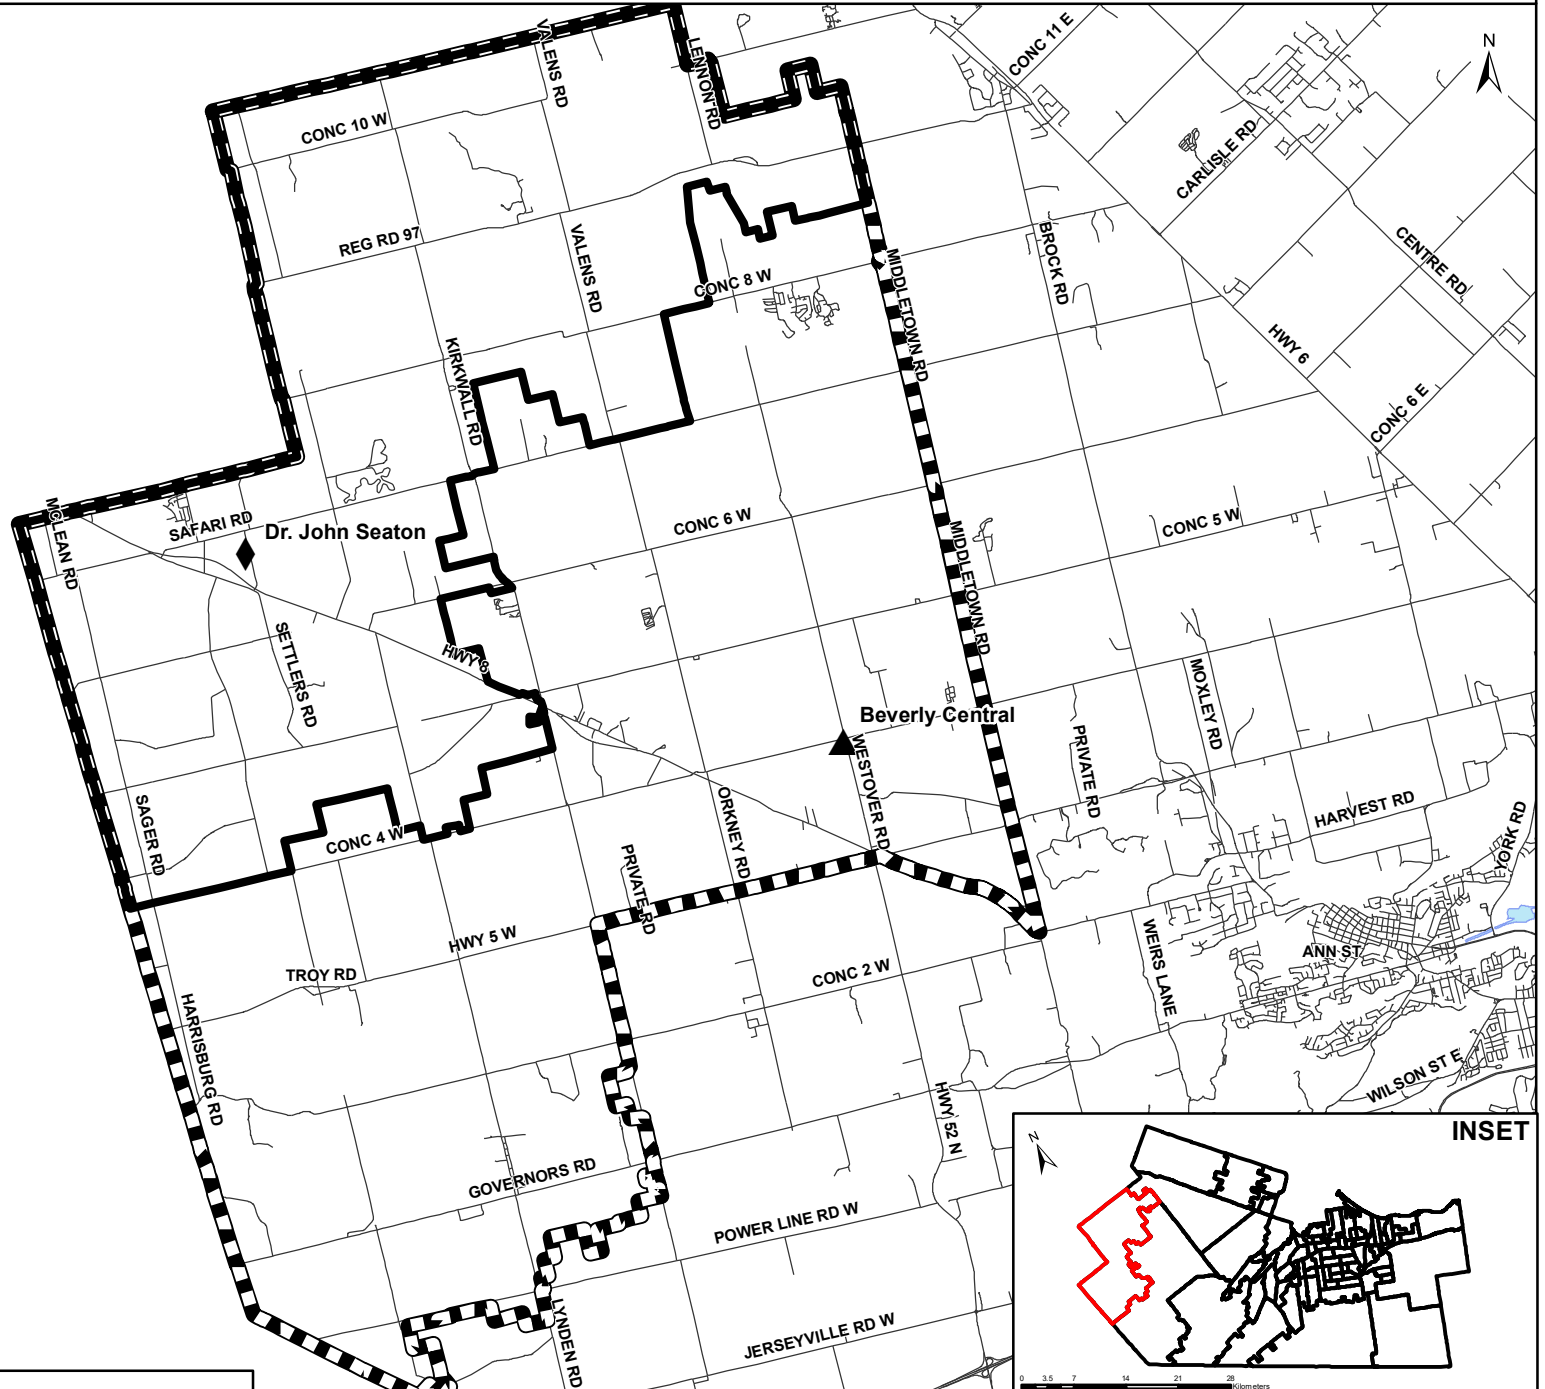 VALENS RD
LENNON RD
CONC 11 E
N
CONC 10 W
CARLISLE RD
REG RD 97
VALENS RD
CONC 8 W
MIDDLETOWN RD
BROCK RD
CENTRE RD
HWY 6
KIRKWALL RD
CONC 6 E
MCLEAN RD
SAFARI RD
Dr. John Seaton
CONC 6 W
CONC 5 W
MIDDLETOWN RD
SETTLERS RD
HWY 8
MOXLEY RD
Beverly Central
WESTOVER RD
PRIVATE RD
SAGER RD
CONC 4 W
ORKNEY RD
HARVEST RD
YORK RD
PRIVATE RD
HWY 5 W
TROY RD
CONC 2 W
WEIRS LANE
ANN ST
HARRISBURG RD
WILSON ST E
HWY 52 N
GOVERNORS RD
POWER LINE RD W
LYNDEN RD
JERSEYVILLE RD W
INSET
N
0 3.5 7 14 21 28
Kilometers